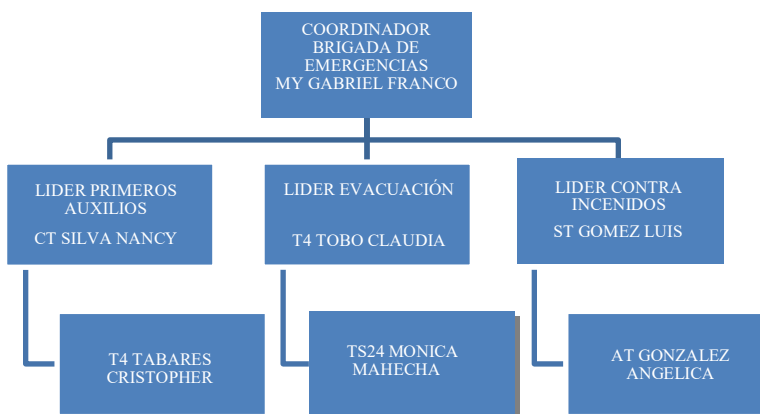 COORDINADOR
BRIGADA DE
EMERGENCIAS
MY GABRIEL FRANCO
LIDER PRIMEROS
AUXILIOS
CT SILVA NANCY
LIDER EVACUACIÓN
T4 TOBO CLAUDIA
LIDER CONTRA
INCENIDOS
ST GOMEZ LUIS
T4 TABARES
CRISTOPHER
TS24 MONICA
MAHECHA
AT GONZALEZ
ANGELICA